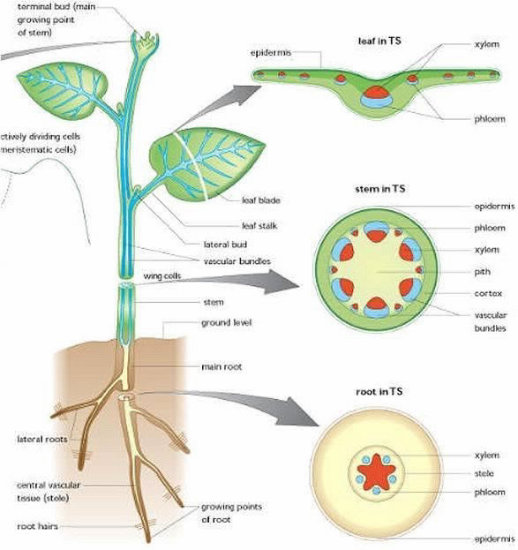 terminal bud (main
growing point
of stem)
ctively dividing cells
meristematic cells)
leaf blade
leaf stalk
lateral bud
vascular bundles
wing cells
stem
ground level
main root
lateral roots
central vascular
tissue (stele)
root hairs
growing points
of root
leaf in TS
epidermis
xylem
phloem
stem in TS
epidermis
phloem
xylem
pith
cortex
vascular
bundles
root in TS
xylem
stele
phloem
epidermis